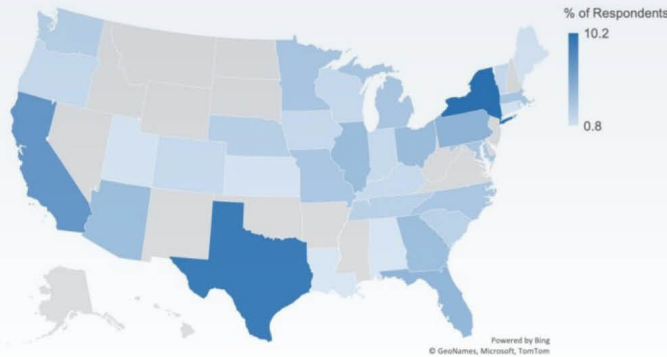 % of Respondents
10.2
0.8
Powered by Bing
© GeoNames, Microsoft, TomTom